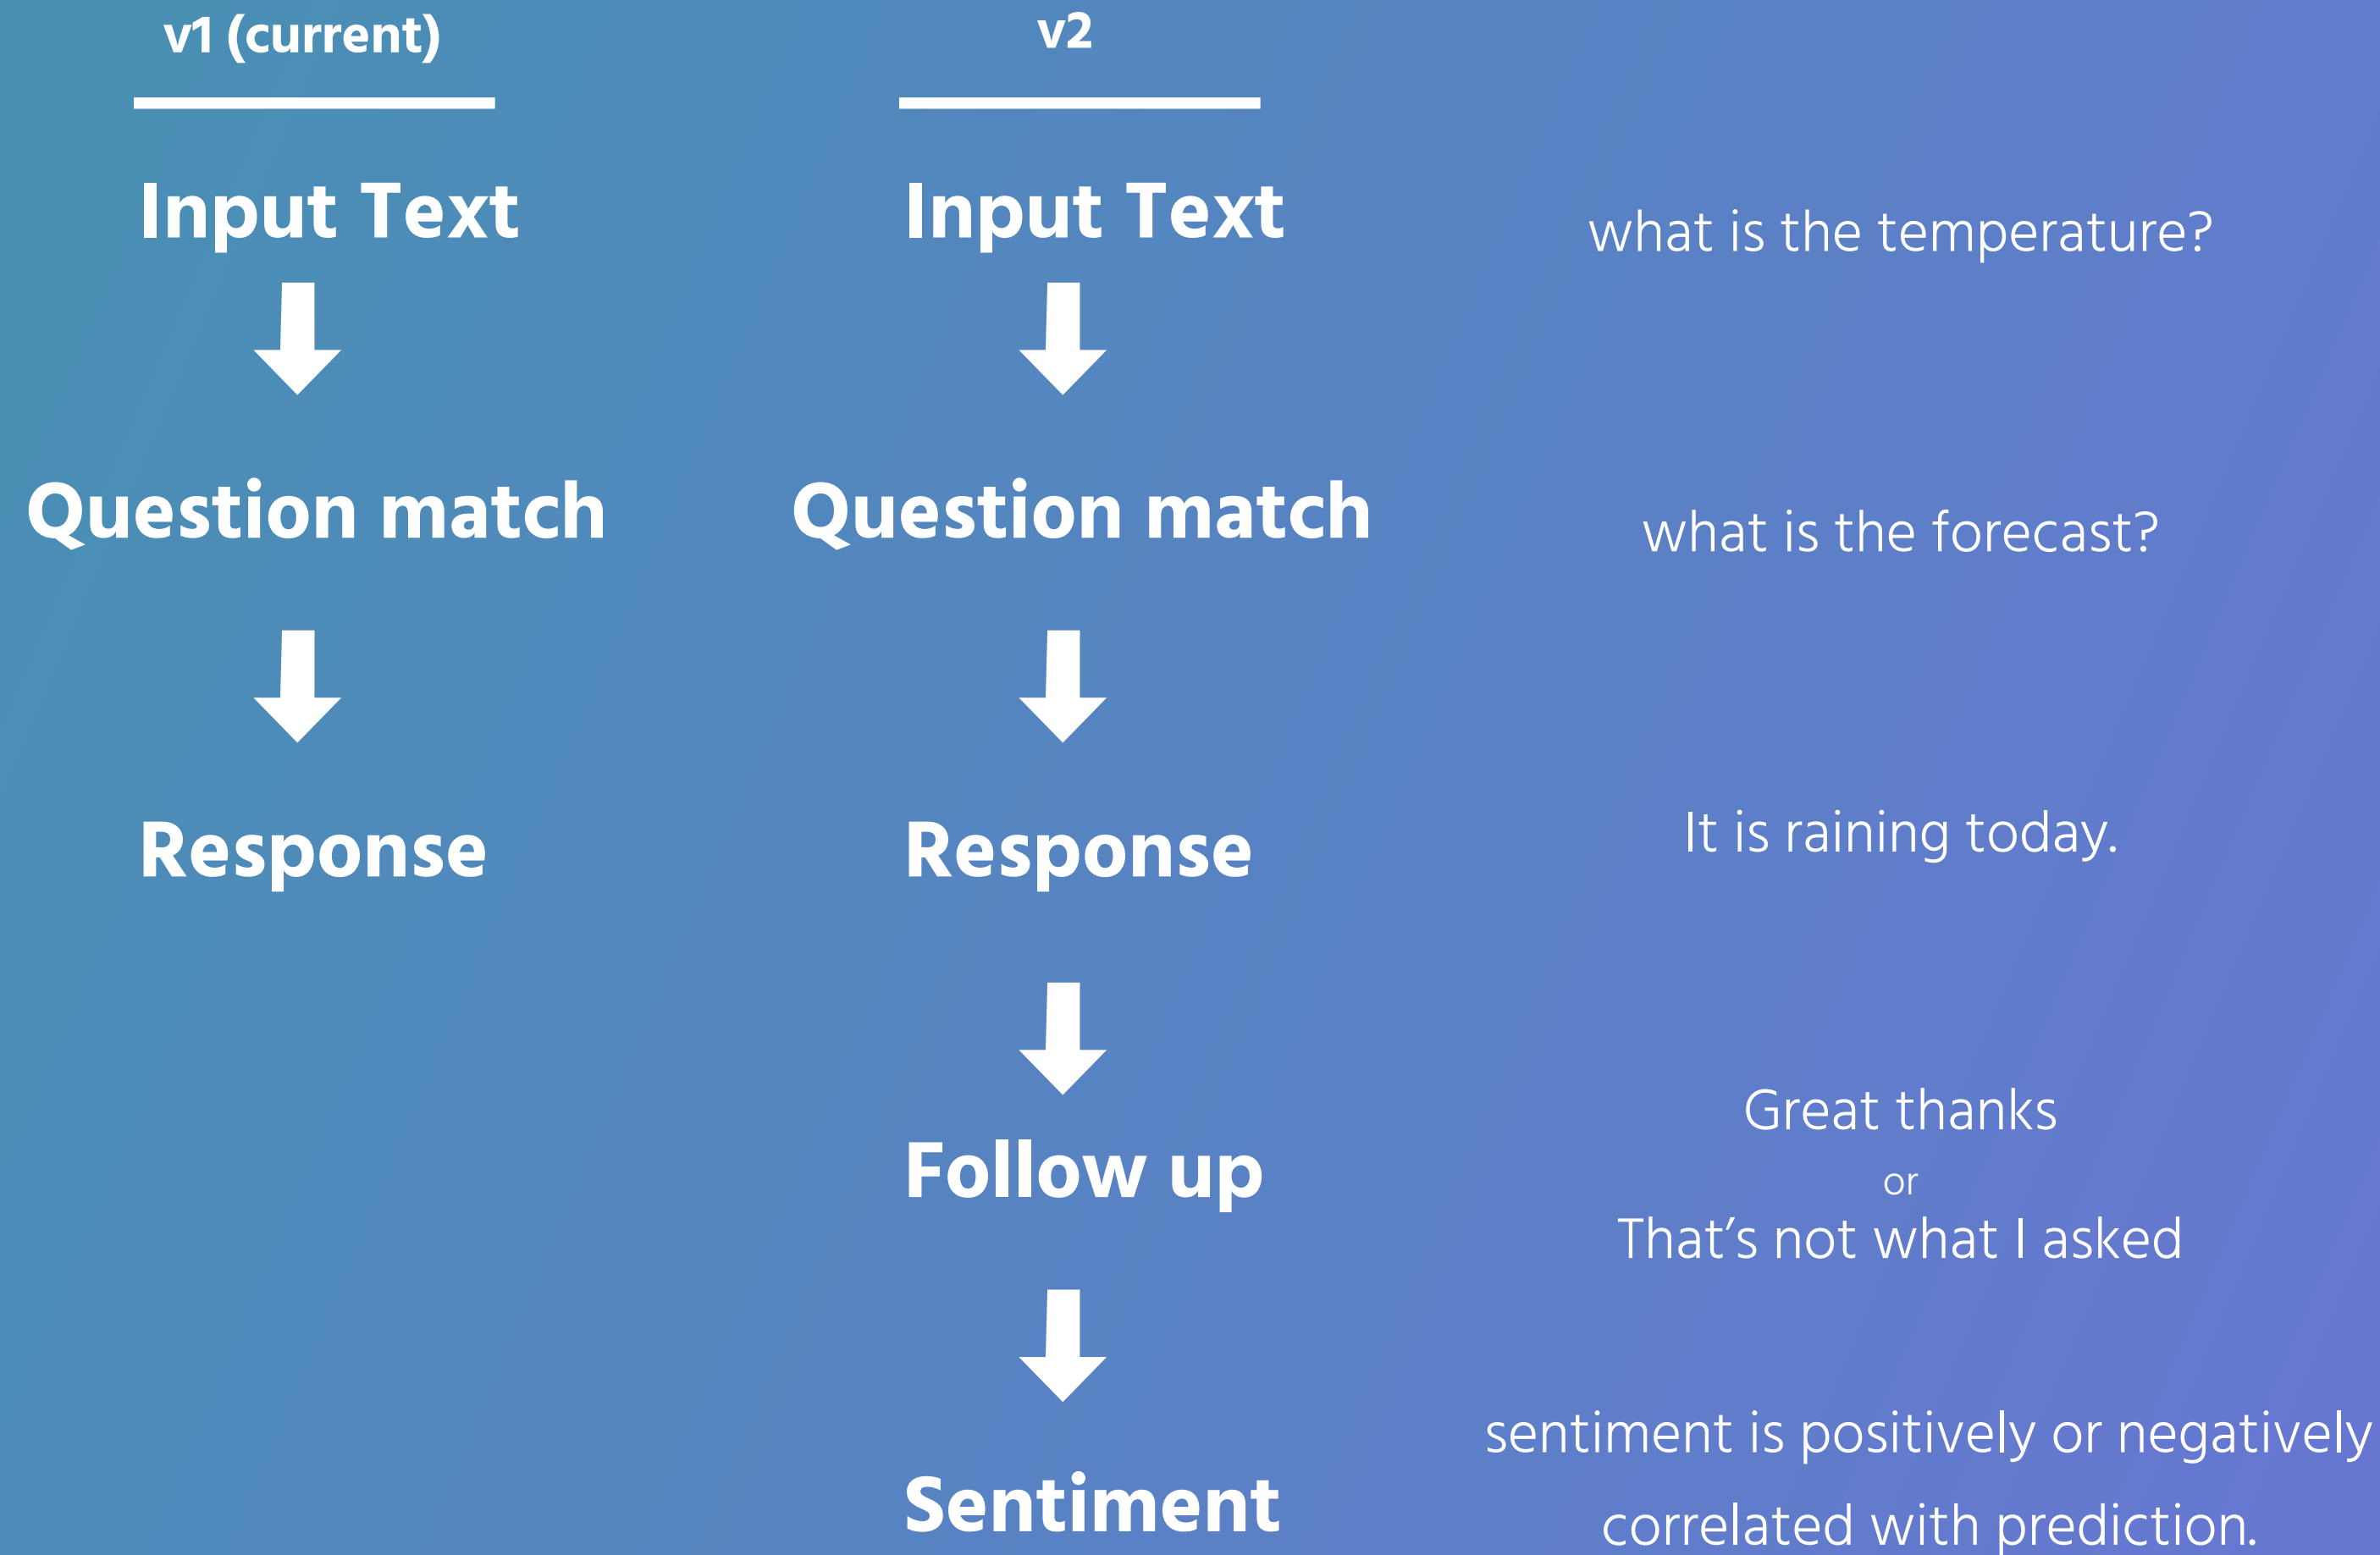 v1 (current)
v2
Input Text
Input Text
what is the temperature?
Question match
Question match
what is the forecast?
Response
Response
It is raining today.
Follow up
Great thanks
or
That’s not what I asked
Sentiment
sentiment is positively or negatively
correlated with prediction.